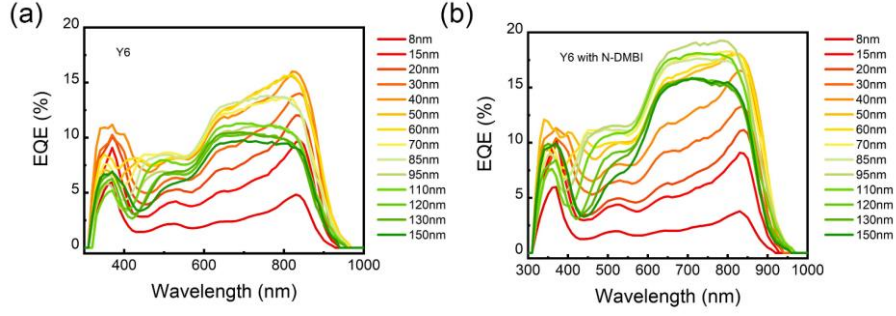 (a)
20
15
10
5
0
EQE (%)
Y6
400
600
800
1000
Wavelength (nm)
8nm
15nm
20nm
30nm
40nm
50nm
60nm
70nm
85nm
95nm
110nm
120nm
130nm
150nm
(b)
20
15
10
5
0
EQE (%)
Y6 with N-DMBI
300
400
500
600
700
800
900
1000
Wavelength (nm)
8nm
15nm
20nm
30nm
40nm
50nm
60nm
70nm
85nm
95nm
110nm
120nm
130nm
150nm